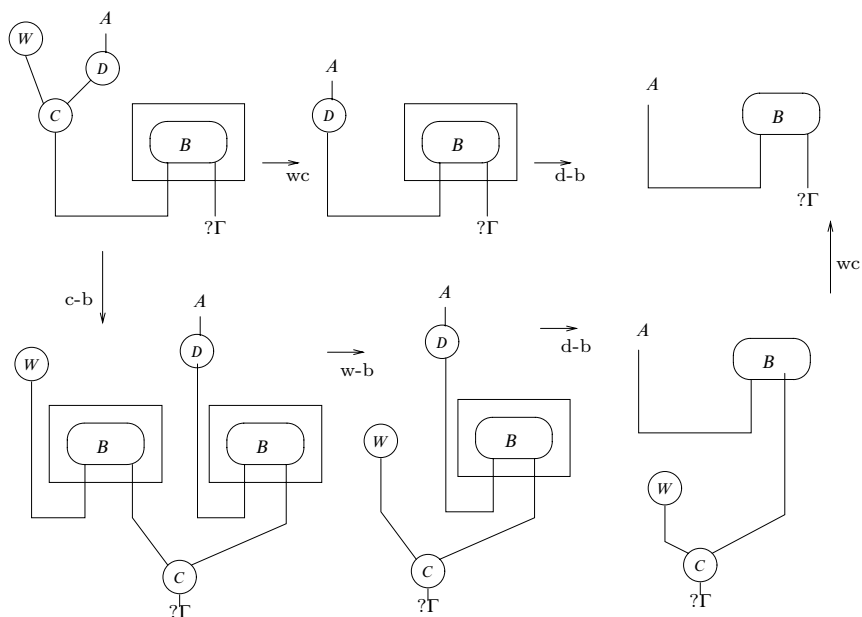 W A D C B ?Γ
wc
A D B ?Γ
d-b
A B ?Γ
c-b
wc
W B A D B C ?Γ
w-b
A D W B C ?Γ
d-b
A B W C ?Γ